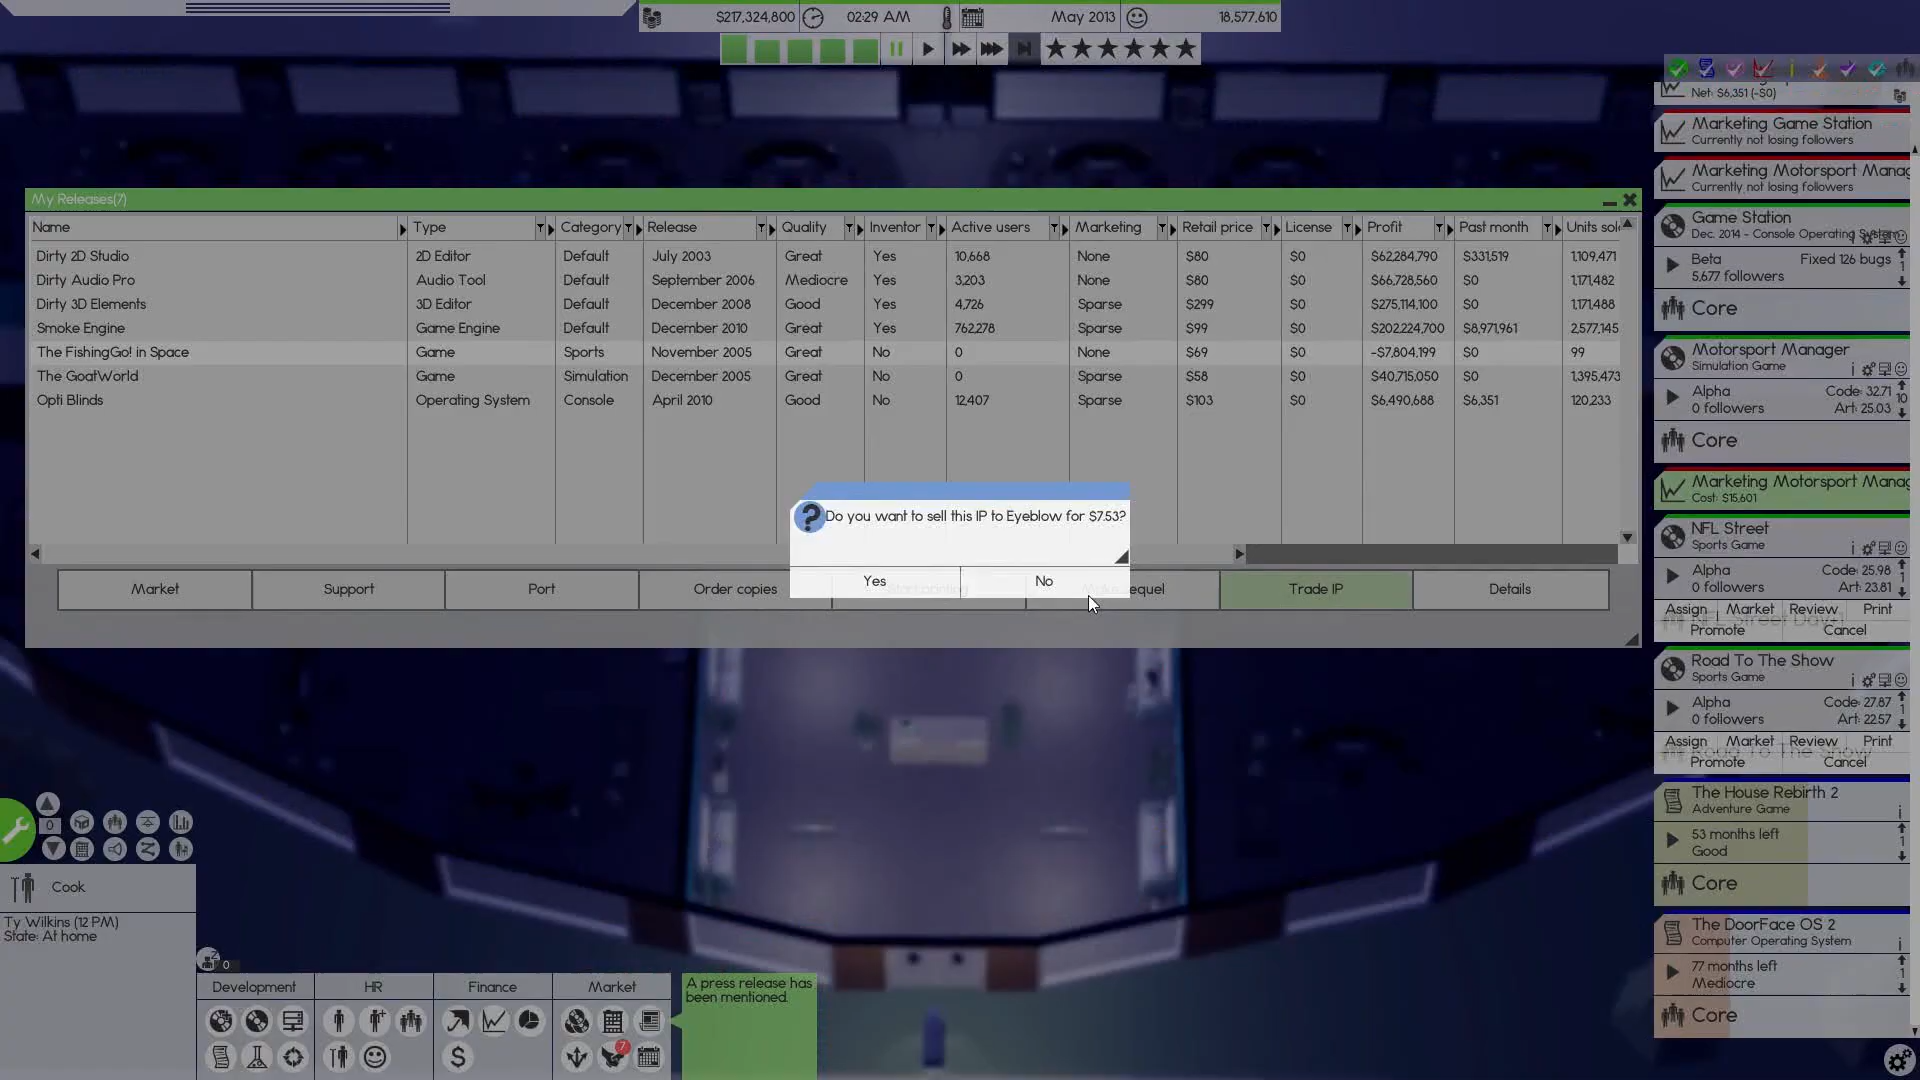 $217,324,800
02:29 AM
May 2013
18,577,610
My Releases(7)
Name Type Category Release Quality Inventor Active users Marketing Retail price License Profit Past month Units sol
Dirty 2D Studio 2D Editor Default July 2003 Great Yes 10,668 None $80 $0 $62,284,790 $331,519 1,109,471
Dirty Audio Pro Audio Tool Default September 2006 Mediocre Yes 3,203 None $80 $0 $66,728,560 $0 1,171,482
Dirty 3D Elements 3D Editor Default December 2008 Good Yes 4,726 Sparse $299 $0 $275,114,100 $0 1,171,488
Smoke Engine Game Engine Default December 2010 Great Yes 762,278 Sparse $99 $0 $202,224,700 $8,971,961 2,577,145
The FishingGo! in Space Game Sports November 2005 Great No 0 None $69 $0 -$7,804,199 $0 99
The GoatWorld Game Simulation December 2005 Great No 0 Sparse $58 $0 $40,715,050 $0 1,395,473
Opti Blinds Operating System Console April 2010 Good No 12,407 Sparse $103 $0 $6,490,688 $6,351 120,233
Do you want to sell this IP to Eyeblow for $7.53?
Yes No
Market Support Port Order copies equel Trade IP Details
Net: $6,351 (-$0)
Marketing Game Station
Currently not losing followers
Marketing Motorsport Manag
Currently not losing followers
Game Station
Dec. 2014 - Console Operating System
Beta Fixed 126 bugs
5,677 followers 1
Core
Motorsport Manager
Simulation Game
Alpha Code: 32.71
0 followers Art: 25.03 10
Core
Marketing Motorsport Manag
Cost: $15,601
NFL Street
Sports Game
Alpha Code: 25.98
0 followers Art: 23.81 1
Assign Market Review Print
Promote Cancel
Road To The Show
Sports Game
Alpha Code: 27.87
0 followers Art: 22.57 1
Assign Market Review Print
Promote Cancel
The House Rebirth 2
Adventure Game
53 months left
Good 1
Core
The DoorFace OS 2
Computer Operating System
77 months left
Mediocre 1
Core
0
Cook
Ty Wilkins (12 PM)
State: At home
0
Development HR Finance Market
7
A press release has
been mentioned.